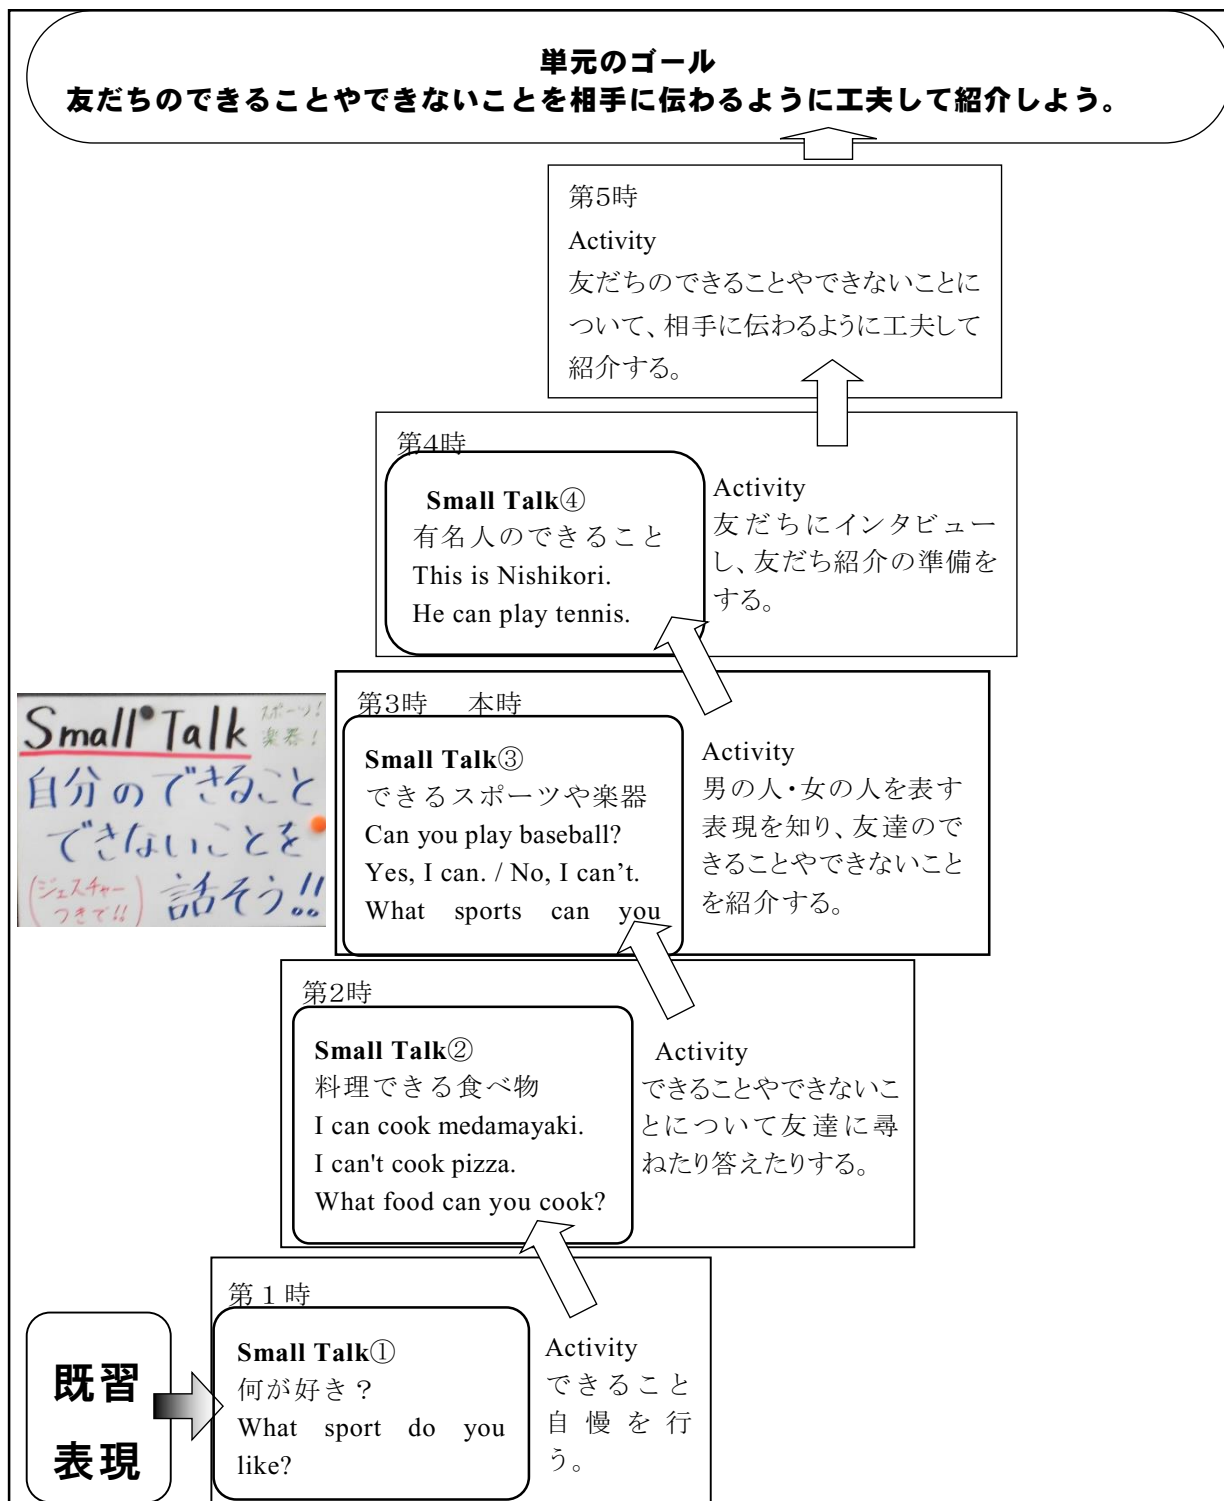 単元のゴール
友だちのできることやできないことを相手に伝わるように工夫して紹介しよう。
第5時
Activity
友だちのできることやできないことに
ついて、相手に伝わるように工夫して
紹介する。
第4時
Small Talk④
有名人のできること
This is Nishikori.
He can play tennis.
Activity
友だちにインタビュー
し、友だち紹介の準備を
する。
Small Talk
スポーツ!
楽器!
自分のできること
できないことを
(ジェスチャー
つきで!!)
話そう!!
第3時 本時
Small Talk③
できるスポーツや楽器
Can you play baseball?
Yes, I can. / No, I can't.
What sports can you
Activity
男の人・女の人を表す
表現を知り、友達ので
きることやできないこと
を紹介する。
第2時
Small Talk②
料理できる食べ物
I can cook medamayaki.
I can't cook pizza.
What food can you cook?
Activity
できることやできないこ
とについて友達に尋
ねたり答えたりする。
既習
表現
第1時
Small Talk①
何が好き?
What sport do you
like?
Activity
できること
自慢を行
う。